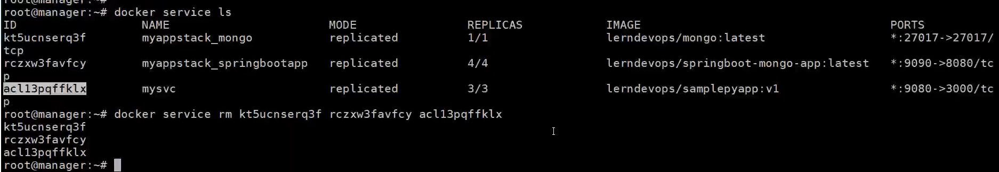 root@manager:~#
root@manager:~# docker service ls
ID NAME MODE REPLICAS IMAGE PORTS
kt5ucnserq3f myappstack_mongo replicated 1/1 lerndevops/mongo:latest *:27017->27017/
tcp
rczxw3favfcy myappstack_springbootapp replicated 4/4 lerndevops/springboot-mongo-app:latest *:9090->8080/tc
p
acl13pqffklx mysvc replicated 3/3 lerndevops/samplepyapp:v1 *:9080->3000/tc
p
root@manager:~# docker service rm kt5ucnserq3f rczxw3favfcy acl13pqffklx
kt5ucnserq3f
rczxw3favfcy
acl13pqffklx
root@manager:~#